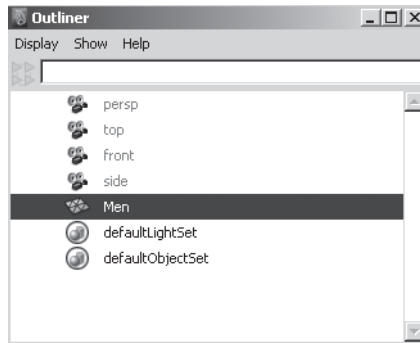 Outliner
Display Show Help
persp
top
front
side
Men
defaultLightSet
defaultObjectSet